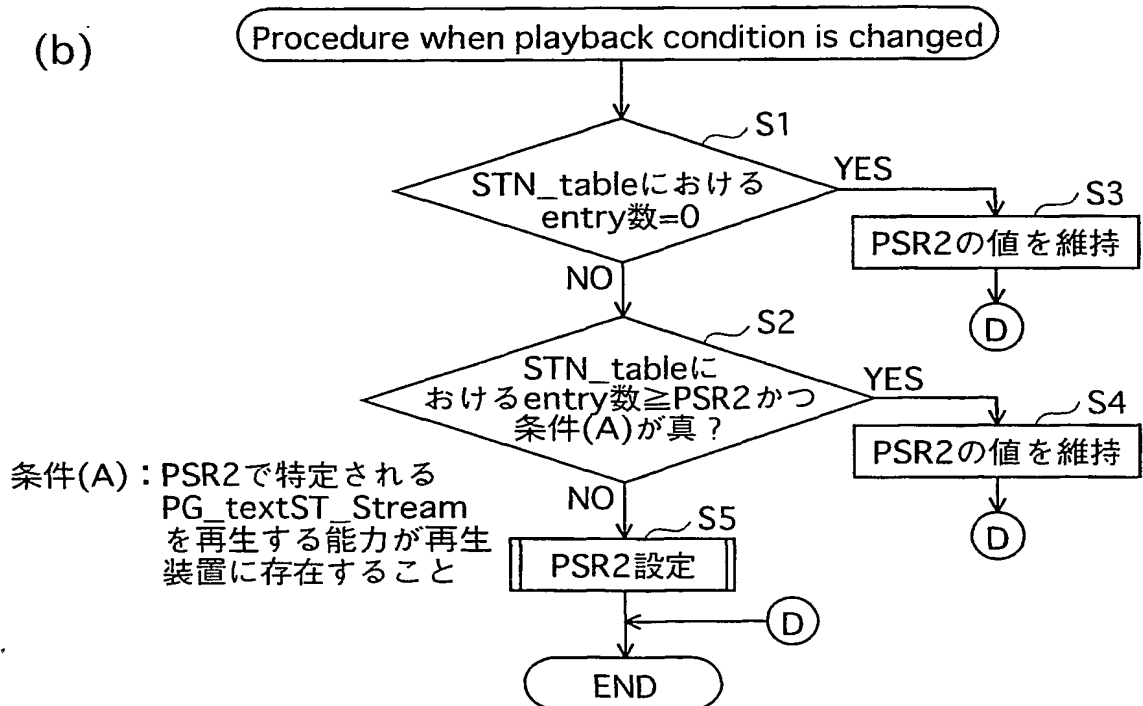 (b)
Procedure when playback condition is changed
S1
STN_tableにおける
entry数=0
YES
S3
PSR2の値を維持
D
NO
S2
STN_tableに
おけるentry数≧PSR2かつ
条件(A)が真?
YES
S4
PSR2の値を維持
D
条件(A):PSR2で特定される
PG_textST_Stream
を再生する能力が再生
装置に存在すること
NO
S5
PSR2設定
D
END